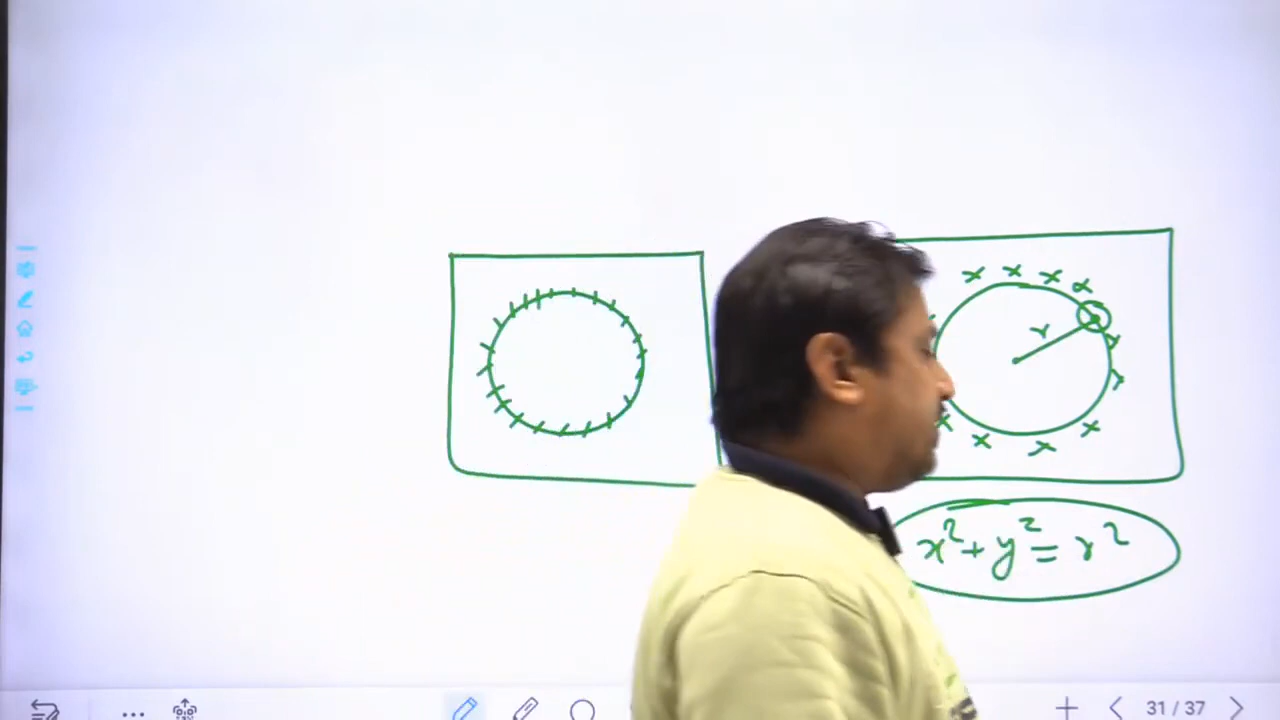 r
x² + y² = r²
31 / 37